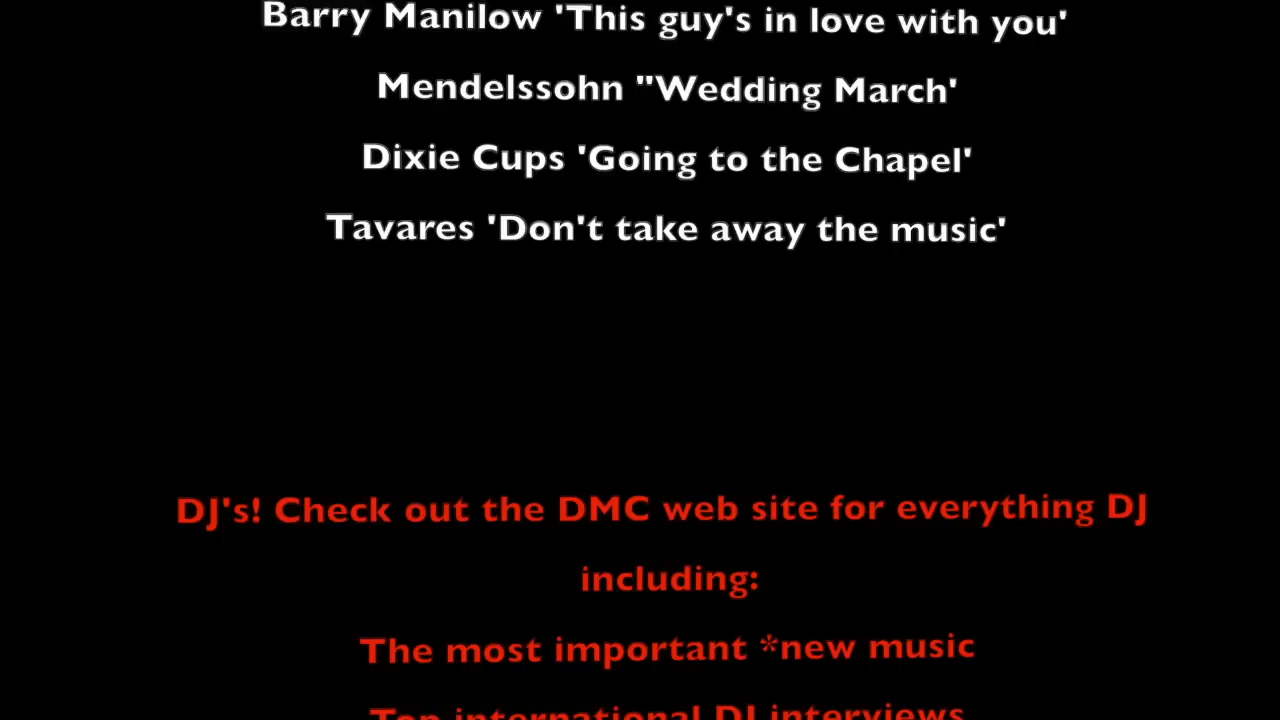 Barry Manilow 'This guy's in love with you'
Mendelssohn "Wedding March'
Dixie Cups 'Going to the Chapel'
Tavares 'Don't take away the music'
DJ's! Check out the DMC web site for everything DJ
including:
The most important *new music
Top international DJ interviews